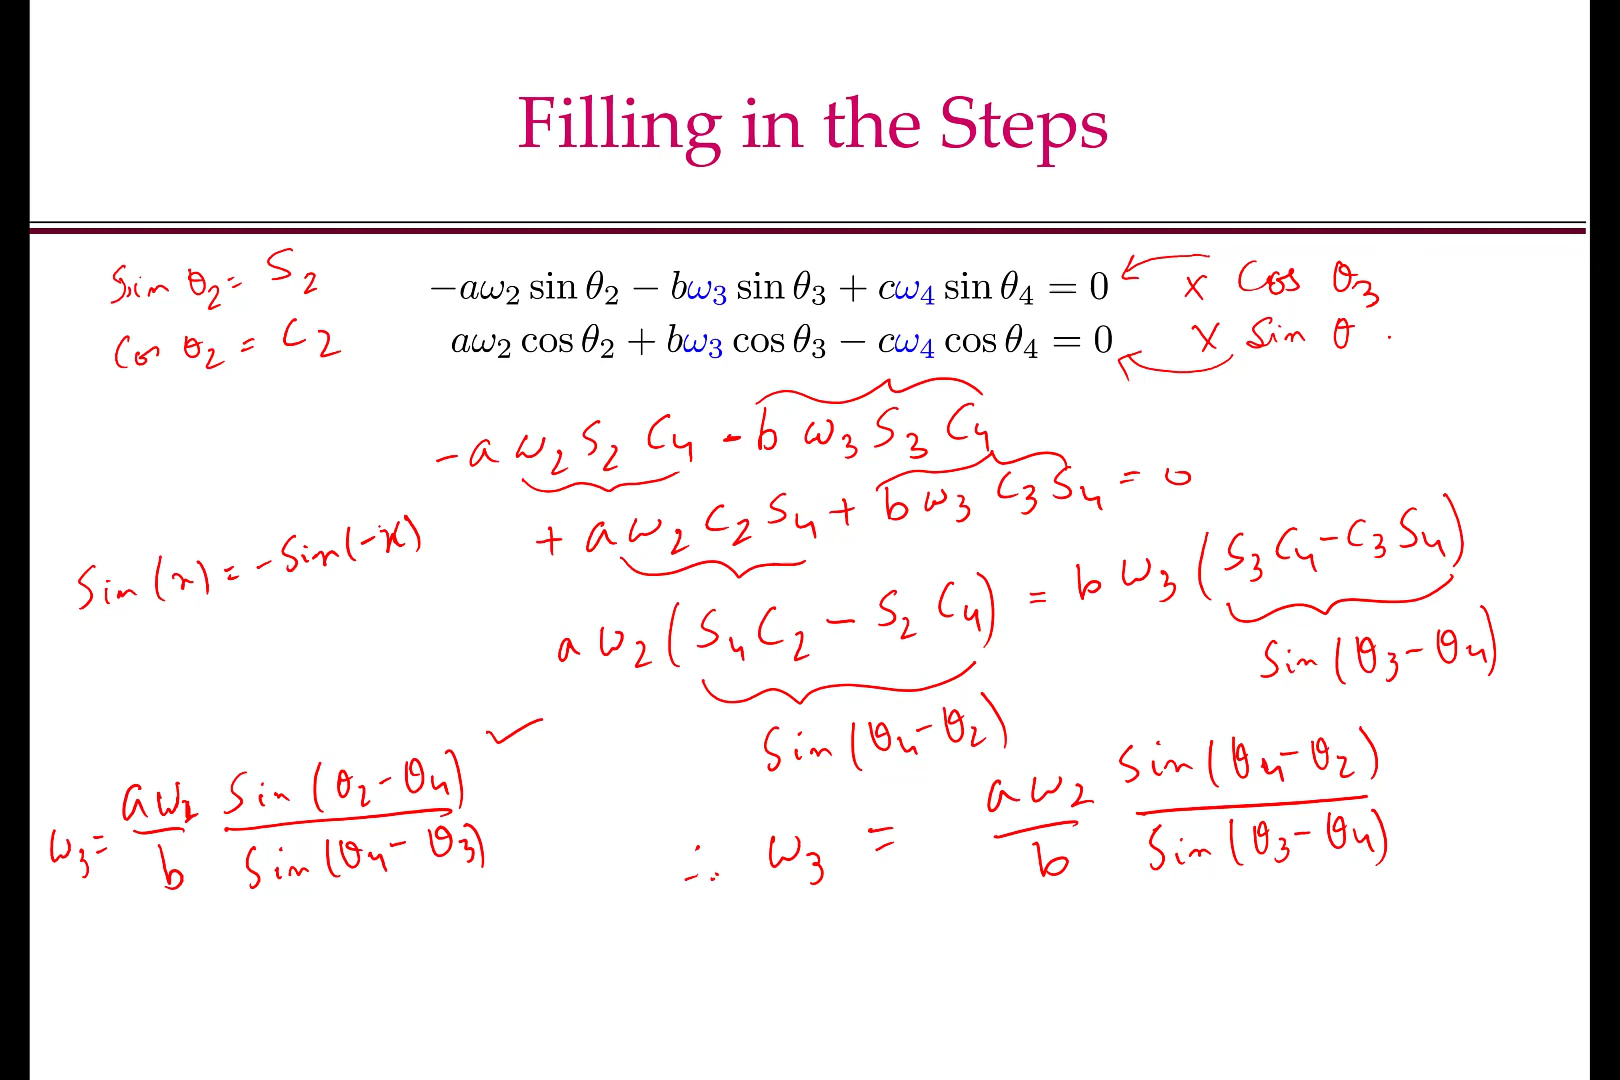 Filling in the Steps
Sin θ₂ = S₂
Cos θ₂ = C₂
−aω₂ sin θ₂ − bω₃ sin θ₃ + cω₄ sin θ₄ = 0
× Cos θ₃
aω₂ cos θ₂ + bω₃ cos θ₃ − cω₄ cos θ₄ = 0
× Sin θ .
−a ω₂ S₂ C₄ − b ω₃ S₃ C₄
+ a ω₂ C₂ S₄ + b ω₃ C₃ S₄ = 0
Sin (x) = −Sin(−x)
a ω₂ (S₄ C₂ − S₂ C₄) = b ω₃ (S₃ C₄ − C₃ S₄)
Sin (θ₄ − θ₂)
Sin (θ₃ − θ₄)
ω₃ = aω₂/b Sin (θ₂ − θ₄)/Sin (θ₄ − θ₃) ✓
∴ ω₃ = a ω₂/b Sin (θ₄ − θ₂)/Sin (θ₃ − θ₄)